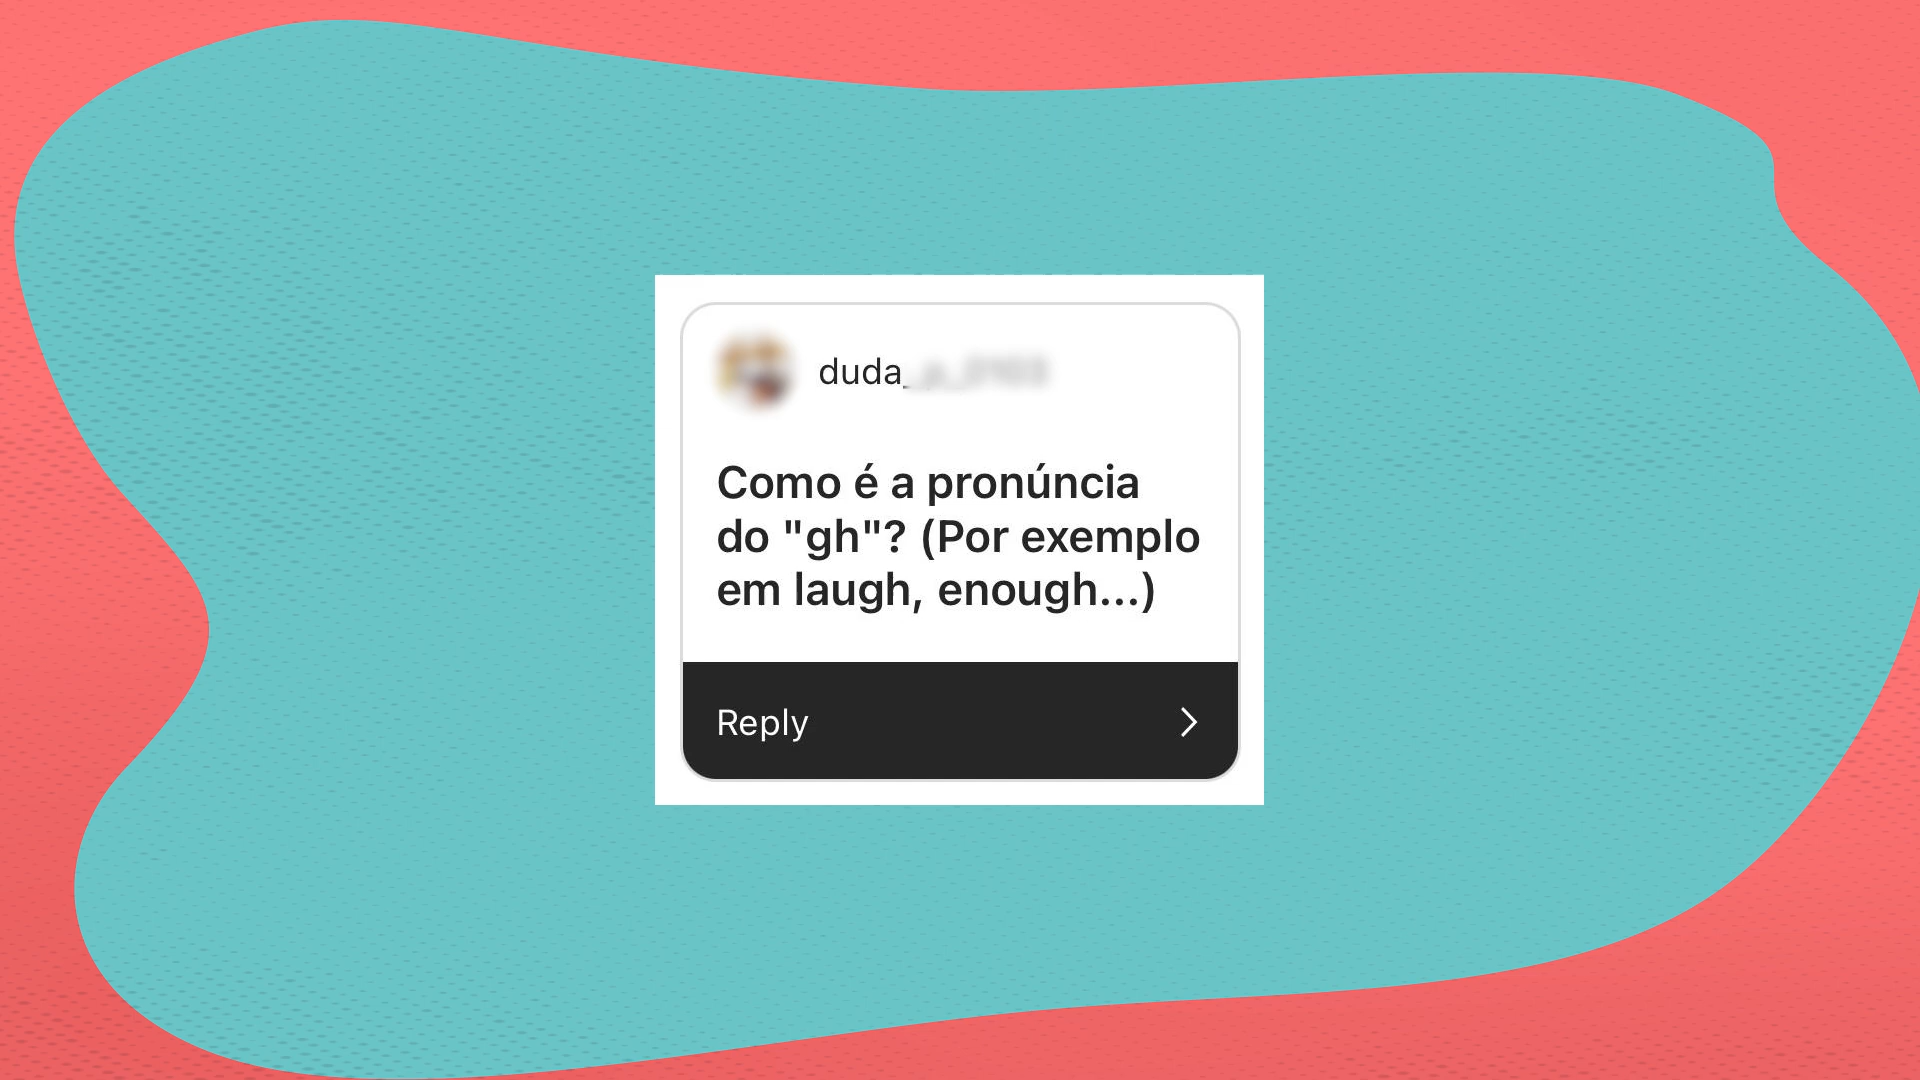 duda_
Como é a pronúncia
do "gh"? (Por exemplo
em laugh, enough...)
Reply